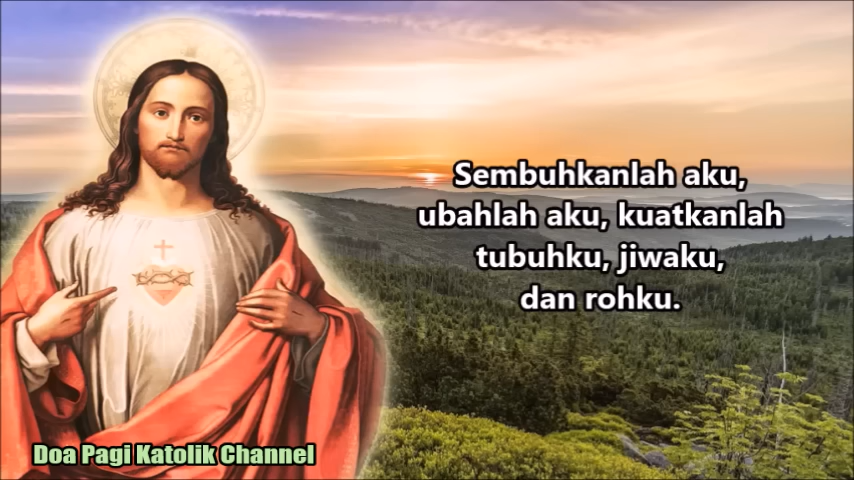 Sembuhkanlah aku,
ubahlah aku, kuatkanlah
tubuhku, jiwaku,
dan rohku.
Doa Pagi Katolik Channel